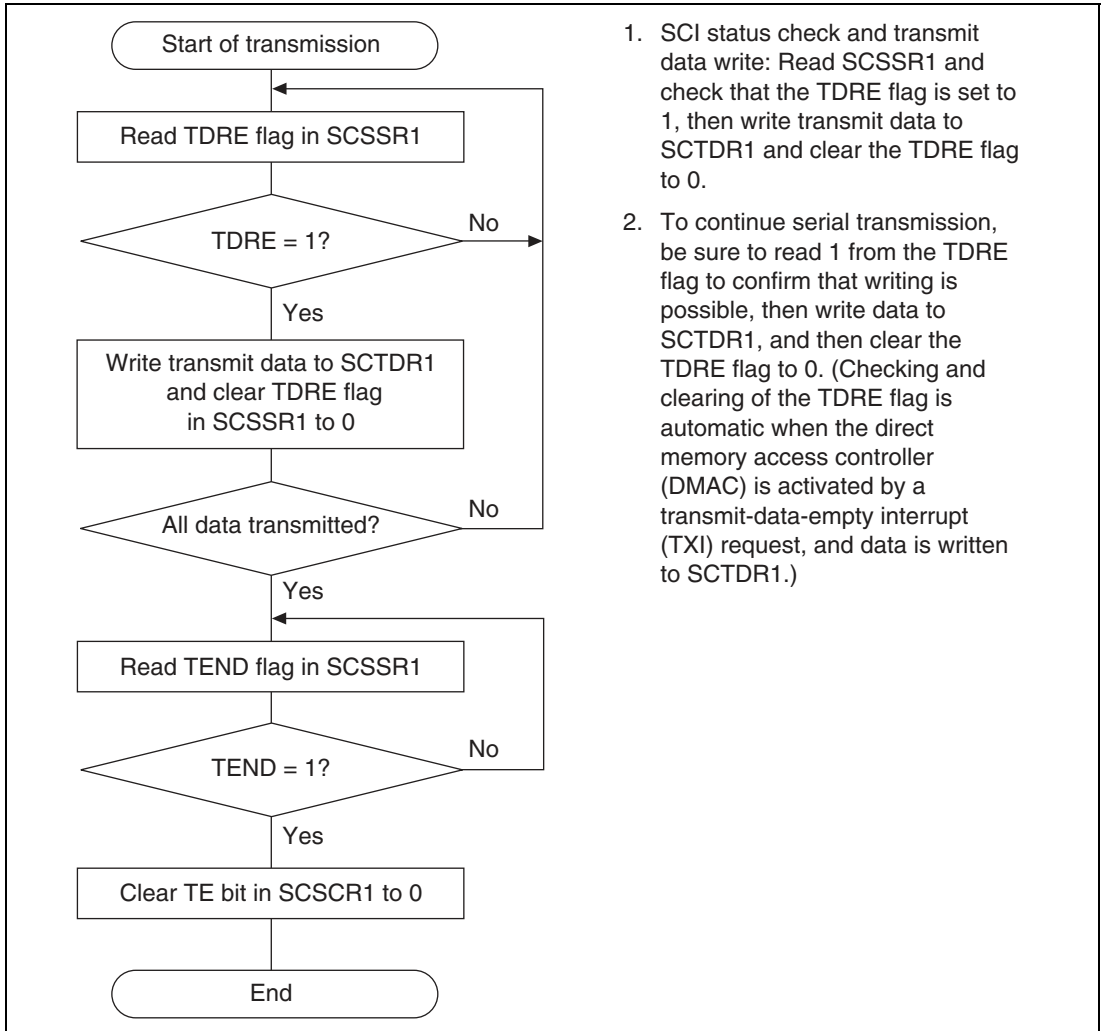 Start of transmission
Read TDRE flag in SCSSR1
TDRE = 1?
No
Yes
Write transmit data to SCTDR1
and clear TDRE flag
in SCSSR1 to 0
All data transmitted?
No
Yes
Read TEND flag in SCSSR1
TEND = 1?
No
Yes
Clear TE bit in SCSCR1 to 0
End
1. SCI status check and transmit
data write: Read SCSSR1 and
check that the TDRE flag is set to
1, then write transmit data to
SCTDR1 and clear the TDRE flag
to 0.
2. To continue serial transmission,
be sure to read 1 from the TDRE
flag to confirm that writing is
possible, then write data to
SCTDR1, and then clear the
TDRE flag to 0. (Checking and
clearing of the TDRE flag is
automatic when the direct
memory access controller
(DMAC) is activated by a
transmit-data-empty interrupt
(TXI) request, and data is written
to SCTDR1.)